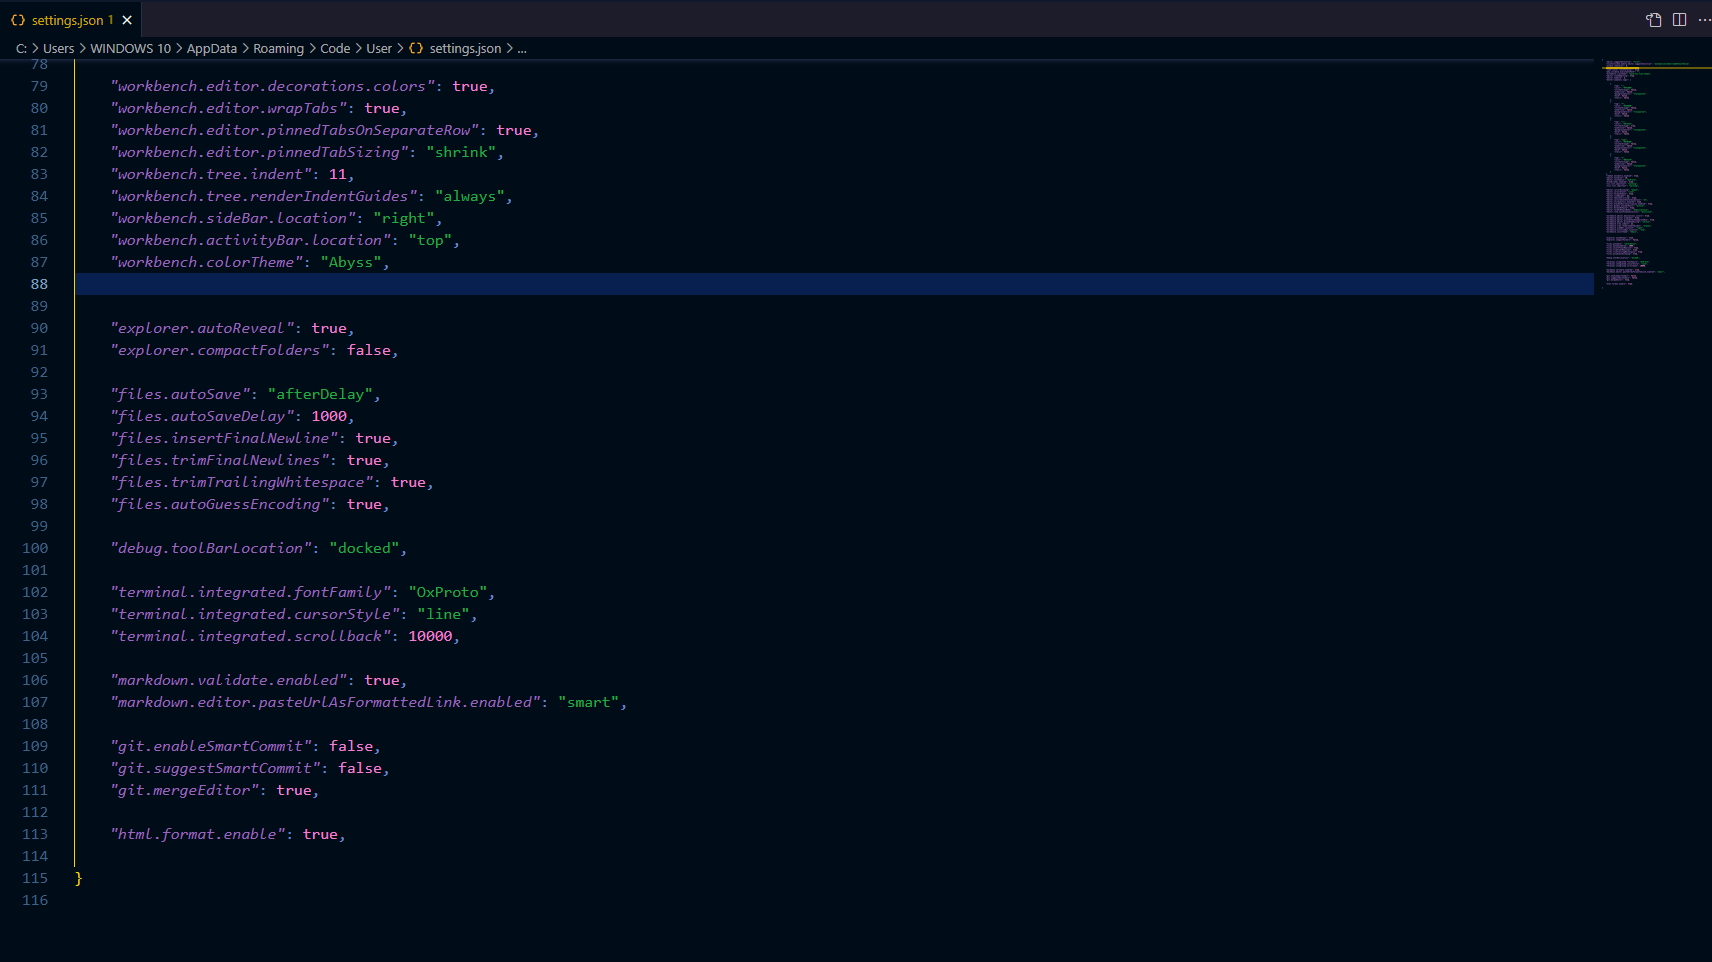 settings.json 1
C: > Users > WINDOWS 10 > AppData > Roaming > Code > User > {} settings.json > ...
78
79 "workbench.editor.decorations.colors": true,
80 "workbench.editor.wrapTabs": true,
81 "workbench.editor.pinnedTabsOnSeparateRow": true,
82 "workbench.editor.pinnedTabSizing": "shrink",
83 "workbench.tree.indent": 11,
84 "workbench.tree.renderIndentGuides": "always",
85 "workbench.sideBar.location": "right",
86 "workbench.activityBar.location": "top",
87 "workbench.colorTheme": "Abyss",
88
89
90 "explorer.autoReveal": true,
91 "explorer.compactFolders": false,
92
93 "files.autoSave": "afterDelay",
94 "files.autoSaveDelay": 1000,
95 "files.insertFinalNewline": true,
96 "files.trimFinalNewlines": true,
97 "files.trimTrailingWhitespace": true,
98 "files.autoGuessEncoding": true,
99
100 "debug.toolBarLocation": "docked",
101
102 "terminal.integrated.fontFamily": "OxProto",
103 "terminal.integrated.cursorStyle": "line",
104 "terminal.integrated.scrollback": 10000,
105
106 "markdown.validate.enabled": true,
107 "markdown.editor.pasteUrlAsFormattedLink.enabled": "smart",
108
109 "git.enableSmartCommit": false,
110 "git.suggestSmartCommit": false,
111 "git.mergeEditor": true,
112
113 "html.format.enable": true,
114
115 }
116